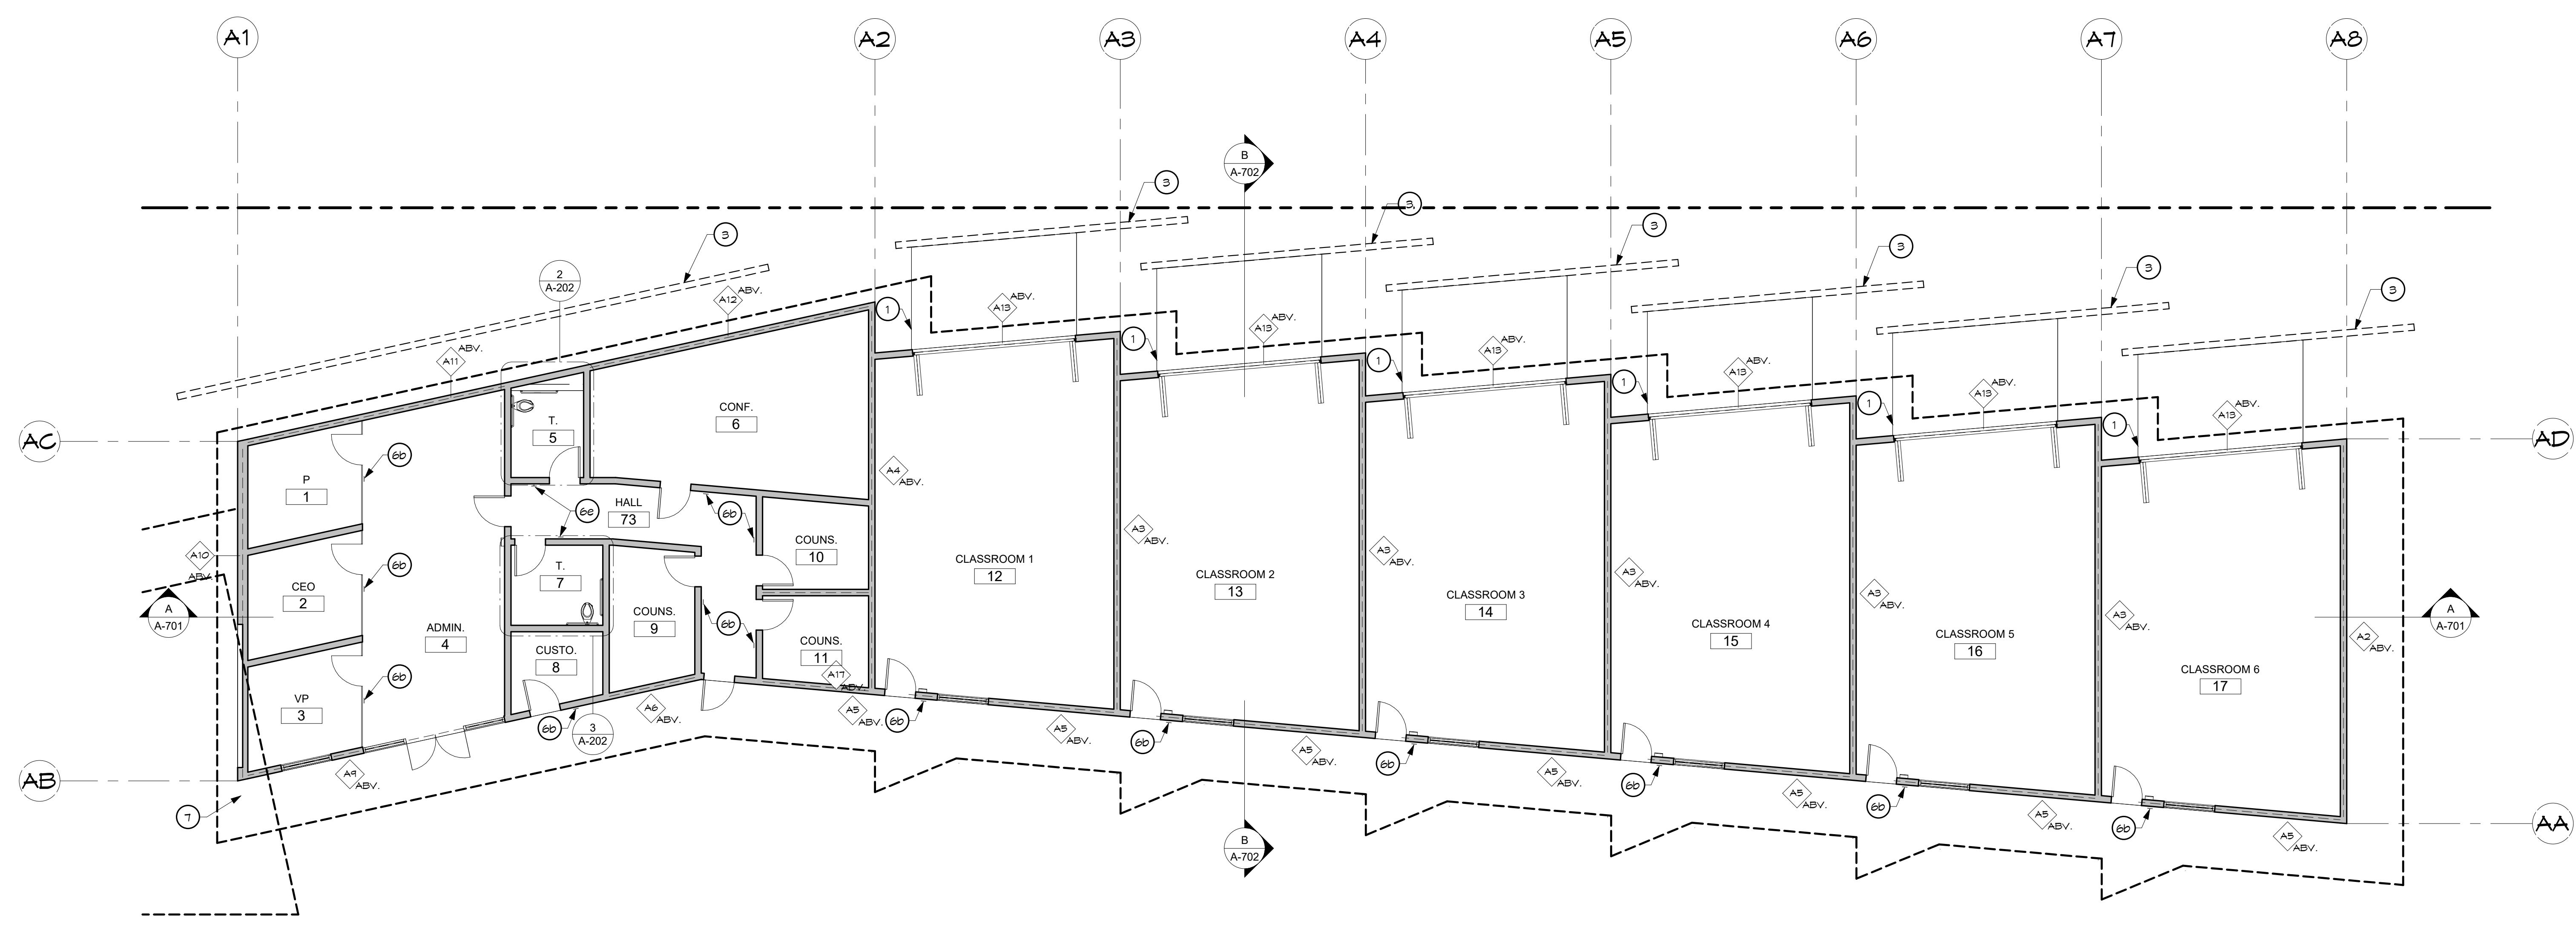 A1
A2
A3
A4
A5
A6
A7
A8
B
A-702
3
3
3
3
3
3
3
2
A-202
ABV.
A12
ABV.
A11
1
ABV.
A13
1
ABV.
A13
1
ABV.
A13
1
ABV.
A13
1
ABV.
A13
1
ABV.
A13
AC
AD
P
1
6b
T.
5
CONF.
6
A4
ABV.
6e
HALL
73
6b
A10
ABV.
CEO
2
6b
T.
7
COUNS.
10
CLASSROOM 1
12
A3
ABV.
CLASSROOM 2
13
A3
ABV.
CLASSROOM 3
14
A3
ABV.
CLASSROOM 4
15
A3
ABV.
CLASSROOM 5
16
A3
ABV.
CLASSROOM 6
17
A
A-701
A
A-701
A2
ABV.
ADMIN.
4
COUNS.
9
6b
COUNS.
11
A17
ABV.
CUSTO.
8
VP
3
6b
A6
ABV.
6b
3
A-202
A9
ABV.
A5
ABV.
6b
A5
ABV.
6b
A5
ABV.
6b
A5
ABV.
6b
A5
ABV.
6b
A5
ABV.
6b
A5
ABV.
AB
AA
7
B
A-702